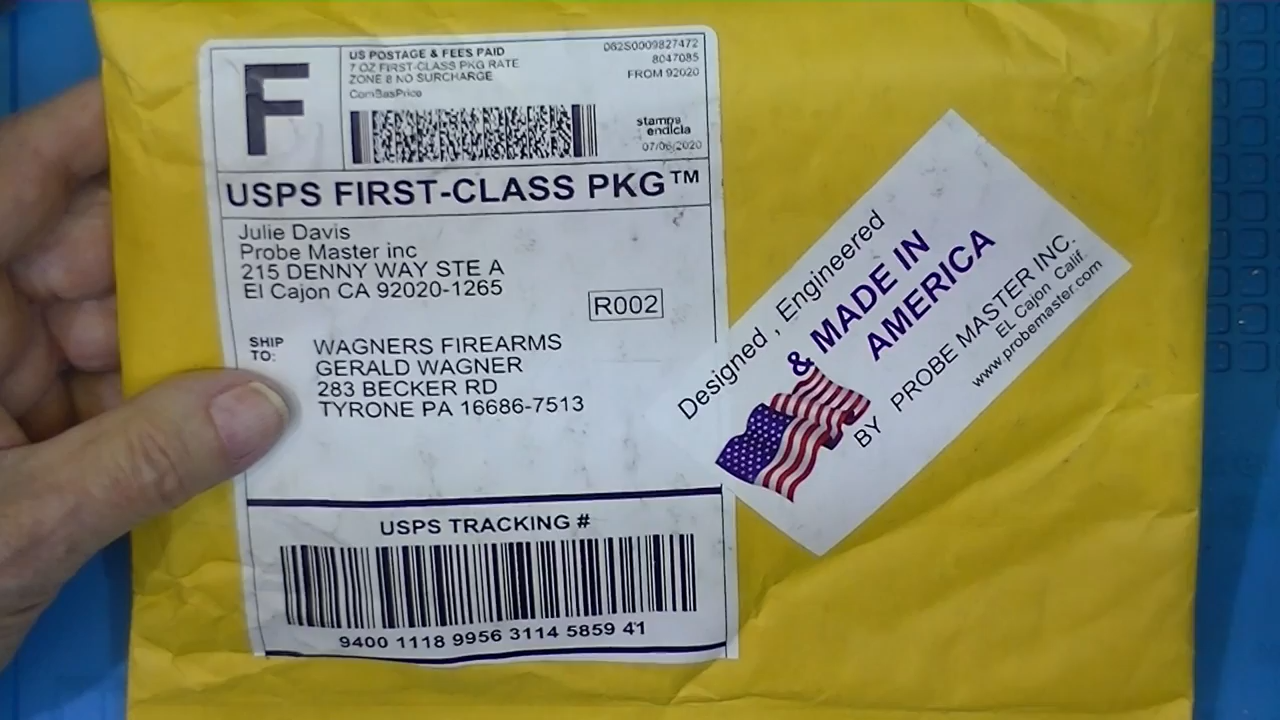 F
US POSTAGE & FEES PAID
7 OZ FIRST-CLASS PKG RATE
ZONE 8 NO SURCHARGE
ComBasPrice
062S0009827472
8047085
FROM 92020
stamps
endicia
07/06/2020
USPS FIRST-CLASS PKG™
Julie Davis
Probe Master inc
215 DENNY WAY STE A
El Cajon CA 92020-1265
R002
SHIP
TO:
WAGNERS FIREARMS
GERALD WAGNER
283 BECKER RD
TYRONE PA 16686-7513
USPS TRACKING #
9400 1118 9956 3114 5859 41
Designed , Engineered
& MADE IN
AMERICA
BY PROBE MASTER INC.
EL Cajon Calif.
www.probemaster.com